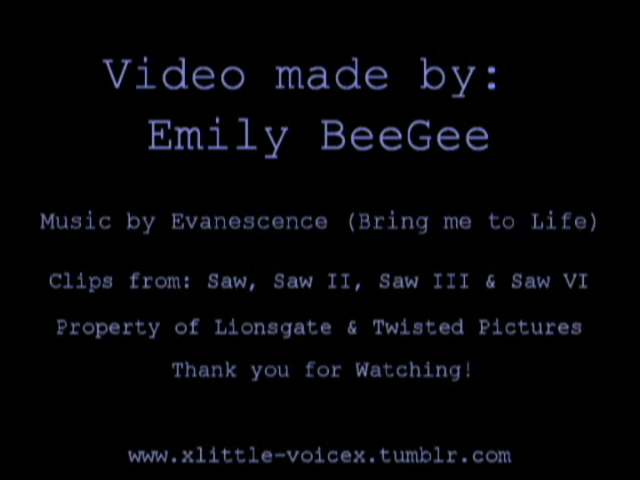 Video made by:
Emily BeeGee
Music by Evanescence (Bring me to Life)
Clips from: Saw, Saw II, Saw III & Saw VI
Property of Lionsgate & Twisted Pictures
Thank you for Watching!
www.xlittle-voicex.tumblr.com